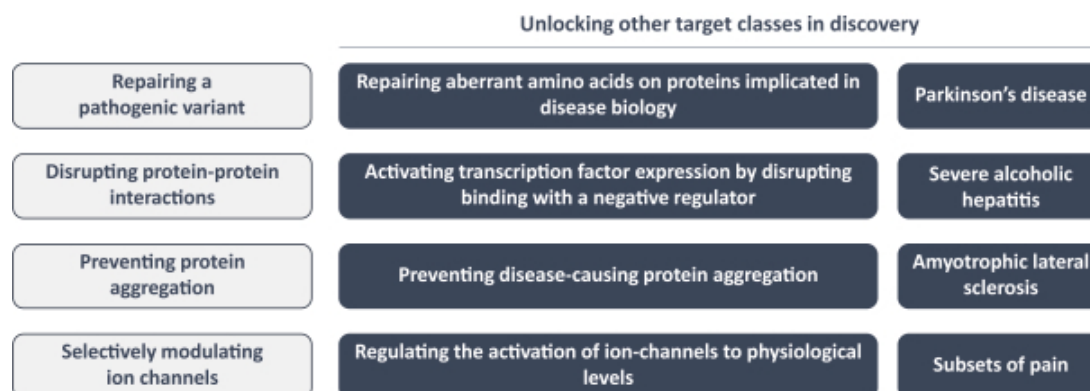 Unlocking other target classes in discovery
Repairing a
pathogenic variant
Repairing aberrant amino acids on proteins implicated in
disease biology
Parkinson's disease
Disrupting protein-protein
interactions
Activating transcription factor expression by disrupting
binding with a negative regulator
Severe alcoholic
hepatitis
Preventing protein
aggregation
Preventing disease-causing protein aggregation
Amyotrophic lateral
sclerosis
Selectively modulating
ion channels
Regulating the activation of ion-channels to physiological
levels
Subsets of pain